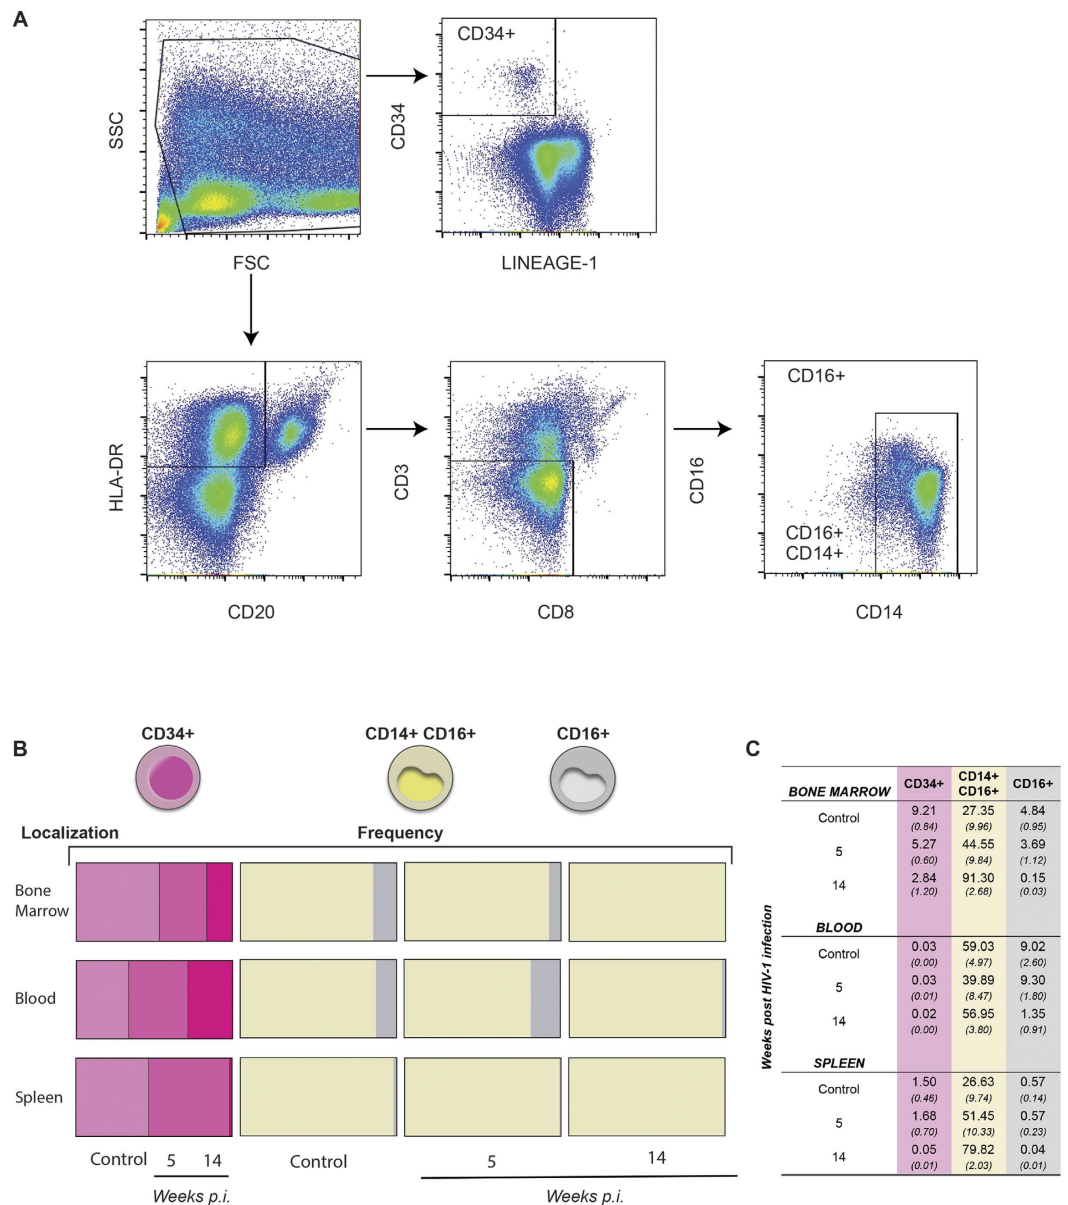 A
SSC
FSC
CD34+
CD34
LINEAGE-1
HLA-DR
CD20
CD3
CD8
CD16+
CD16
CD16+
CD14+
CD14
B
CD34+
CD14+ CD16+
CD16+
Localization
Frequency
Bone
Marrow
Blood
Spleen
Control 5 14
Control
5
14
Weeks p.i.
Weeks p.i.
C
Weeks post HIV-1 infection
BONE MARROW CD34+ CD14+ CD16+ CD16+
Control 9.21 27.35 4.84
(0.84) (9.96) (0.95)
5 5.27 44.55 3.69
(0.60) (9.84) (1.12)
14 2.84 91.30 0.15
(1.20) (2.68) (0.03)
BLOOD
Control 0.03 59.03 9.02
(0.00) (4.97) (2.60)
5 0.03 39.89 9.30
(0.01) (8.47) (1.80)
14 0.02 56.95 1.35
(0.00) (3.80) (0.91)
SPLEEN
Control 1.50 26.63 0.57
(0.46) (9.74) (0.14)
5 1.68 51.45 0.57
(0.70) (10.33) (0.23)
14 0.05 79.82 0.04
(0.01) (2.03) (0.01)